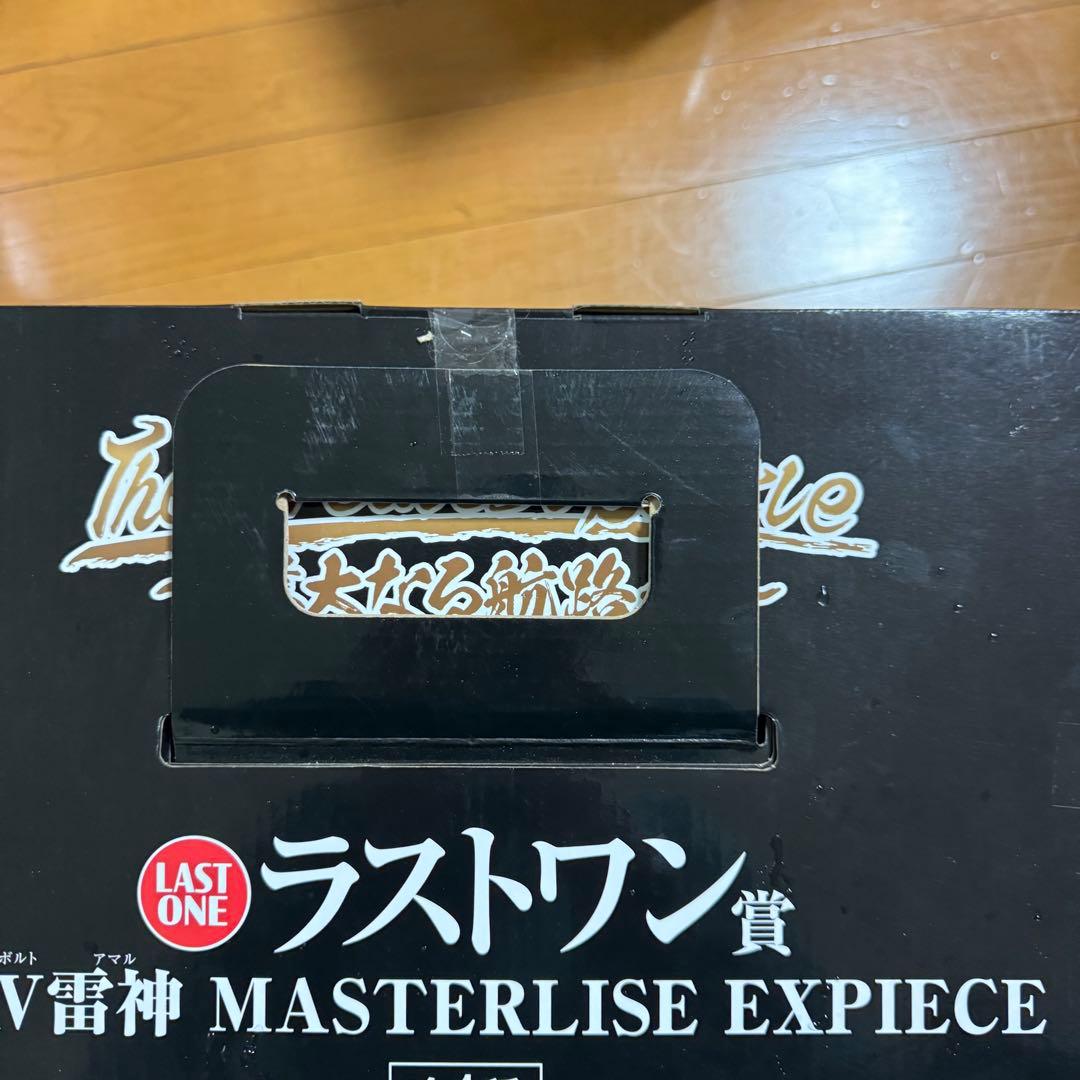 The
大なる航路
LAST ONE
ラストワン賞
ボルト アマル
V雷神 MASTERLISE EXPIECE